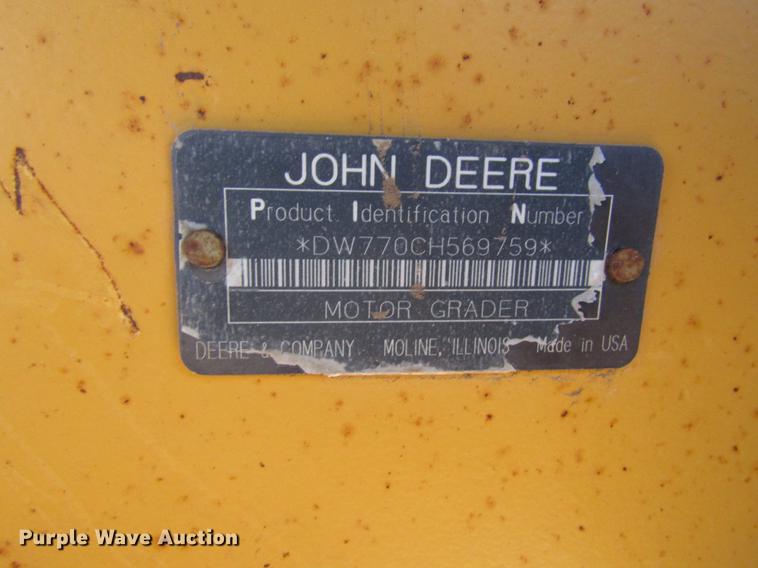 JOHN DEERE
Product Identification Number
*DW770CH569759*
MOTOR GRADER
DEERE & COMPANY MOLINE, ILLINOIS Made in USA
Purple Wave Auction